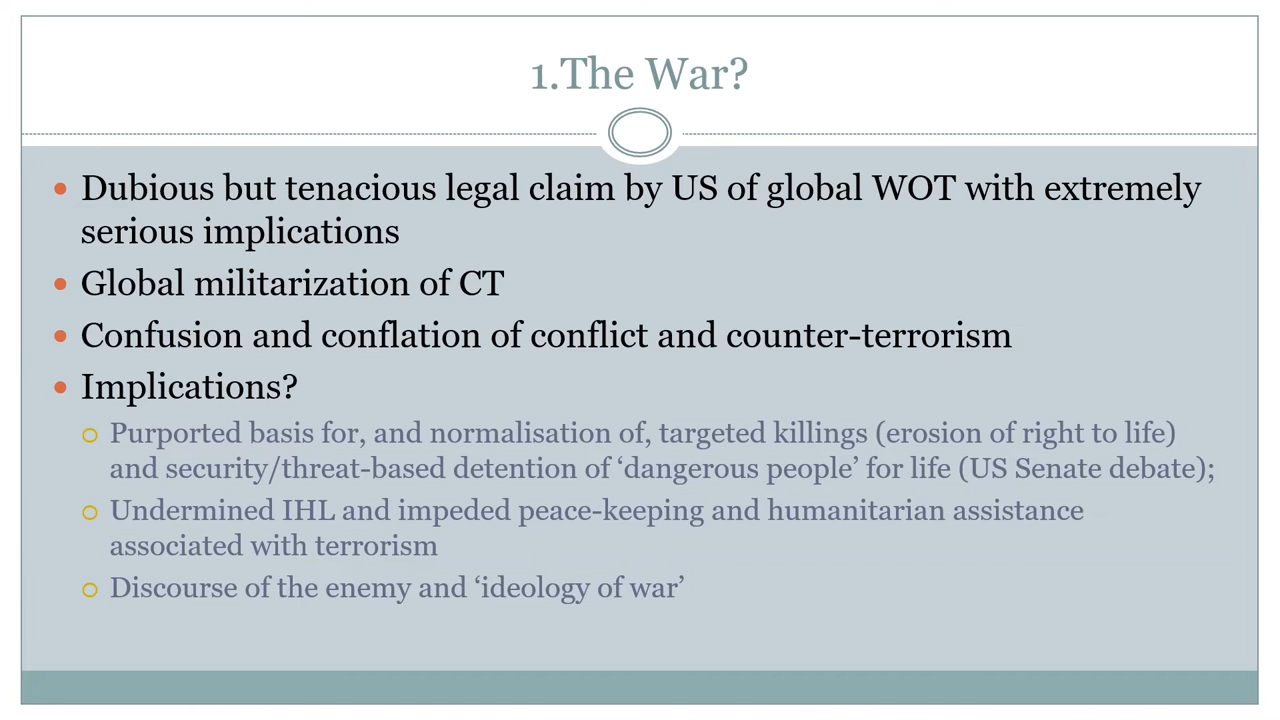 1.The War?
• Dubious but tenacious legal claim by US of global WOT with extremely
serious implications
• Global militarization of CT
• Confusion and conflation of conflict and counter-terrorism
• Implications?
○ Purported basis for, and normalisation of, targeted killings (erosion of right to life)
and security/threat-based detention of ‘dangerous people’ for life (US Senate debate);
○ Undermined IHL and impeded peace-keeping and humanitarian assistance
associated with terrorism
○ Discourse of the enemy and ‘ideology of war’